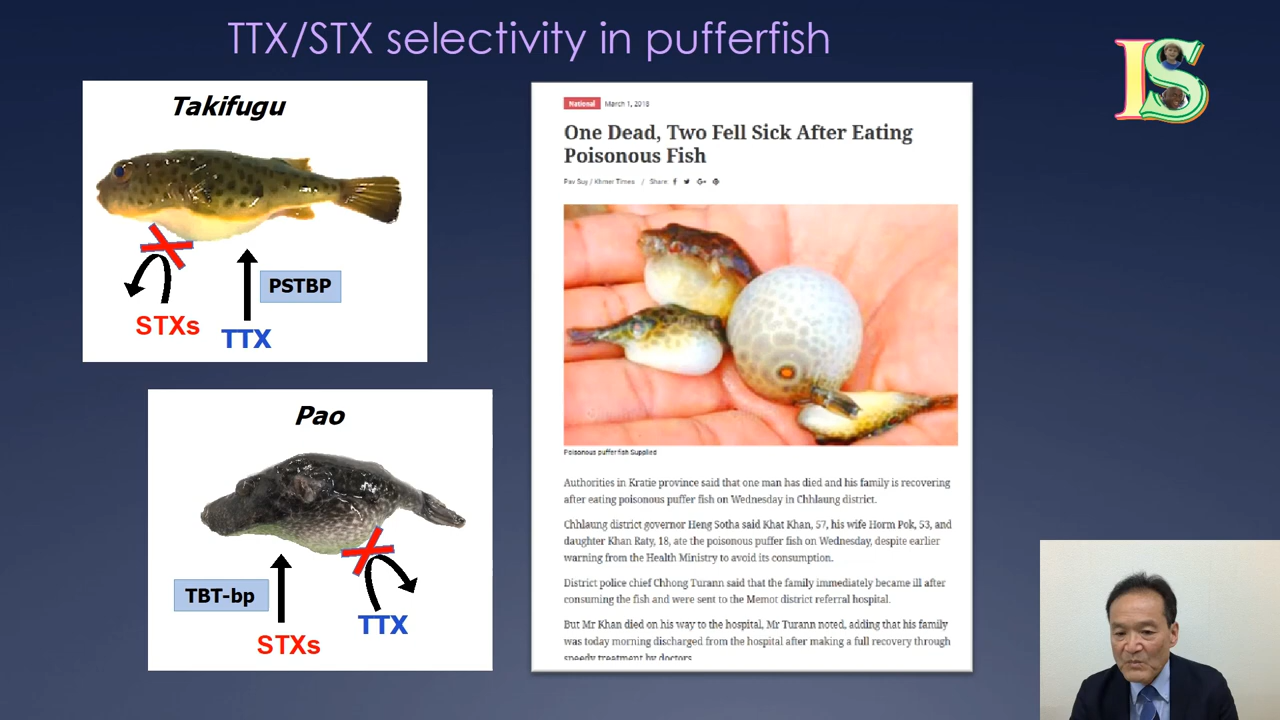 TTX/STX selectivity in pufferfish
IS
Takifugu
PSTBP
STXs
TTX
Pao
TBT-bp
STXs
TTX
National March 1, 2018
One Dead, Two Fell Sick After Eating
Poisonous Fish
Pav Suy / Khmer Times / Share:
Poisonous puffer fish Supplied
Authorities in Kratie province said that one man has died and his family is recovering
after eating poisonous puffer fish on Wednesday in Chhlaung district.
Chhlaung district governor Heng Sotha said Khat Khan, 57, his wife Horm Pok, 53, and
daughter Khan Raty, 18, ate the poisonous puffer fish on Wednesday, despite earlier
warning from the Health Ministry to avoid its consumption.
District police chief Chhong Turann said that the family immediately became ill after
consuming the fish and were sent to the Memot district referral hospital.
But Mr Khan died on his way to the hospital, Mr Turann noted, adding that his family
was today morning discharged from the hospital after making a full recovery through
speedy treatment by doctors